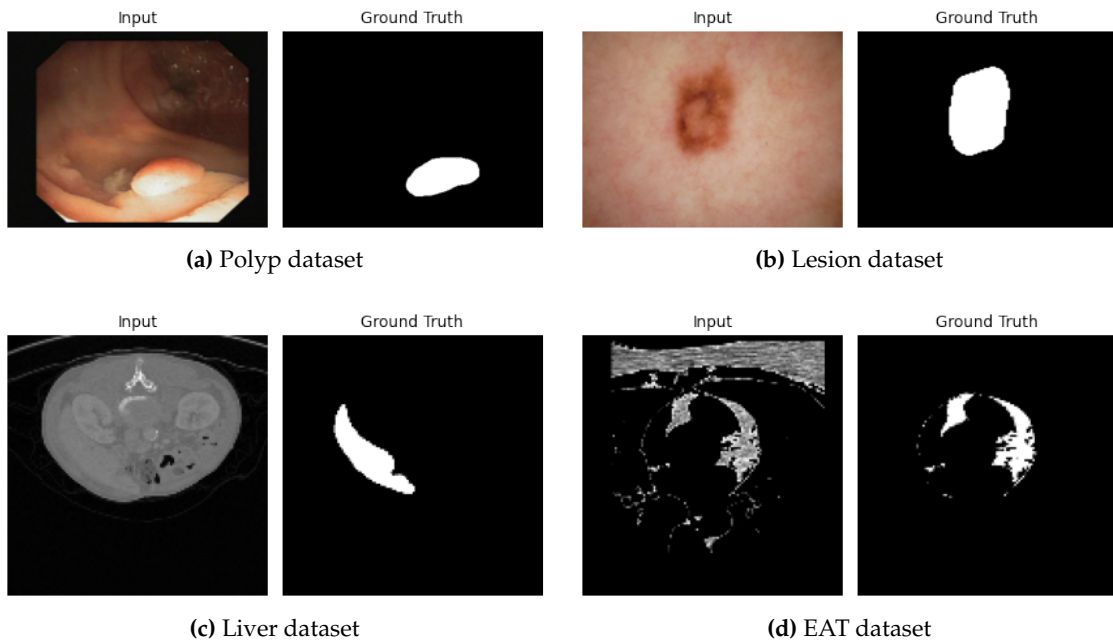 Input Ground Truth Input Ground Truth
(a) Polyp dataset (b) Lesion dataset
Input Ground Truth Input Ground Truth
(c) Liver dataset (d) EAT dataset